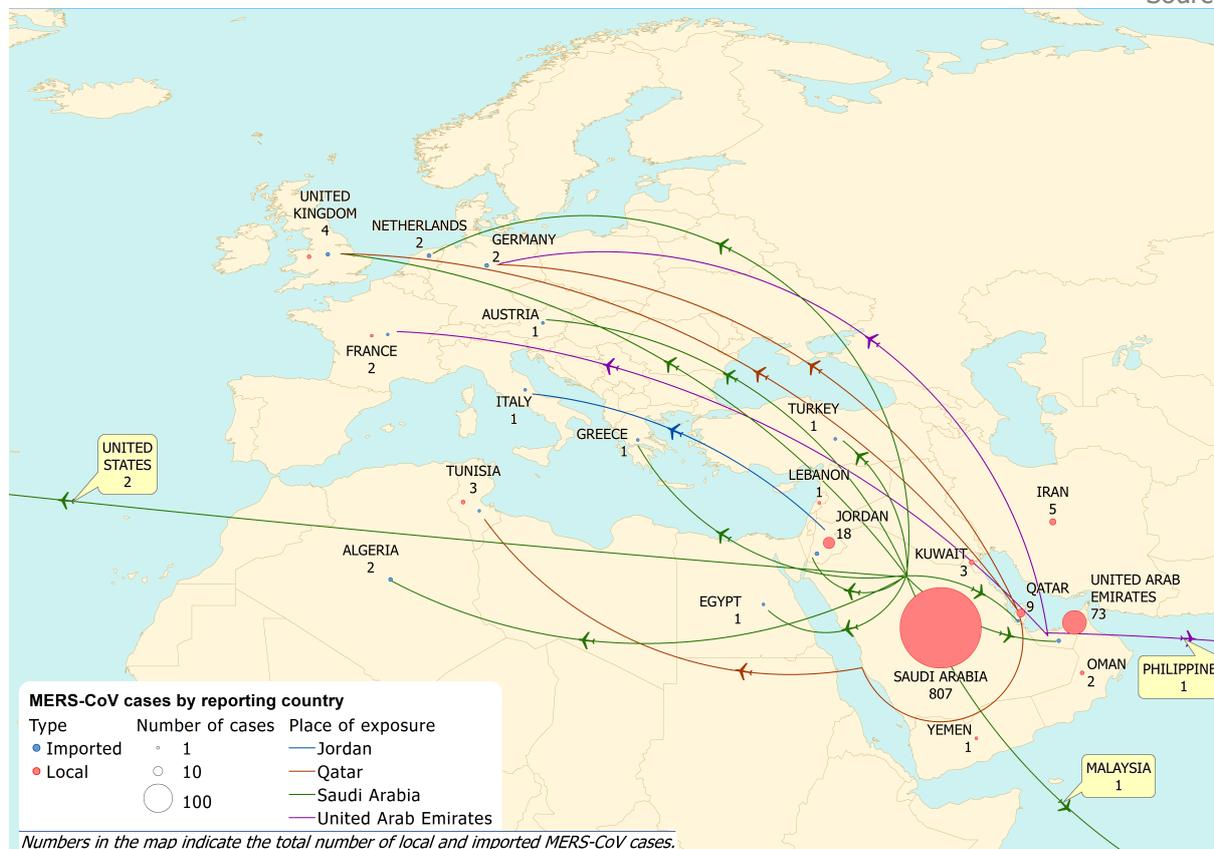 Sourc
UNITED
KINGDOM
4
NETHERLANDS
2
GERMANY
2
AUSTRIA
1
FRANCE
2
ITALY
1
GREECE
1
TURKEY
1
LEBANON
1
JORDAN
18
UNITED
STATES
2
TUNISIA
3
ALGERIA
2
EGYPT
1
IRAN
5
KUWAIT
3
QATAR
9
UNITED ARAB
EMIRATES
73
SAUDI ARABIA
807
OMAN
2
PHILIPPINE
1
YEMEN
1
MALAYSIA
1
MERS-CoV cases by reporting country
Type Number of cases Place of exposure
Imported 1 Jordan
Local 10 Qatar
100 Saudi Arabia
United Arab Emirates
Numbers in the map indicate the total number of local and imported MERS-CoV cases.